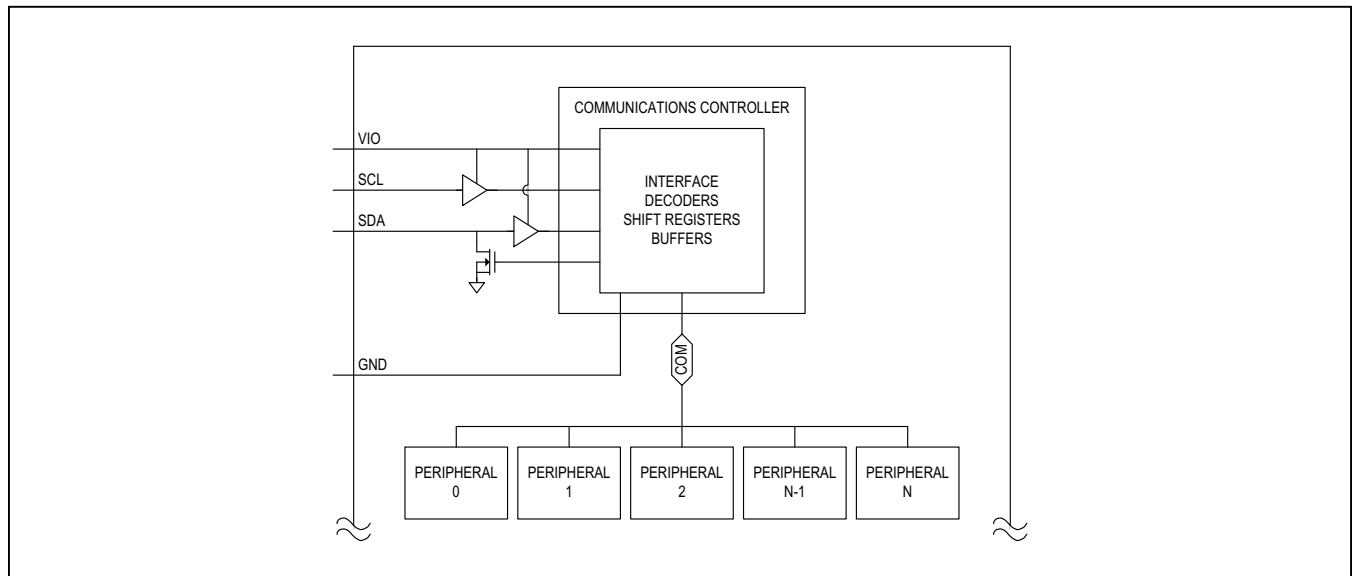 COMMUNICATIONS CONTROLLER
VIO
SCL
SDA
INTERFACE
DECODERS
SHIFT REGISTERS
BUFFERS
GND
COM
PERIPHERAL
0
PERIPHERAL
1
PERIPHERAL
2
PERIPHERAL
N-1
PERIPHERAL
N